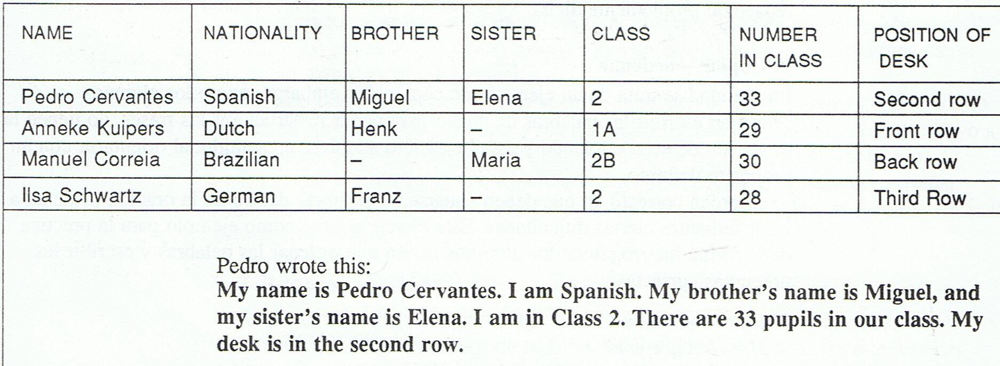 NAME NATIONALITY BROTHER SISTER CLASS NUMBER IN CLASS POSITION OF DESK
Pedro Cervantes Spanish Miguel Elena 2 33 Second row
Anneke Kuipers Dutch Henk – 1A 29 Front row
Manuel Correia Brazilian – Maria 2B 30 Back row
Ilsa Schwartz German Franz – 2 28 Third Row
Pedro wrote this:
My name is Pedro Cervantes. I am Spanish. My brother's name is Miguel, and
my sister's name is Elena. I am in Class 2. There are 33 pupils in our class. My
desk is in the second row.